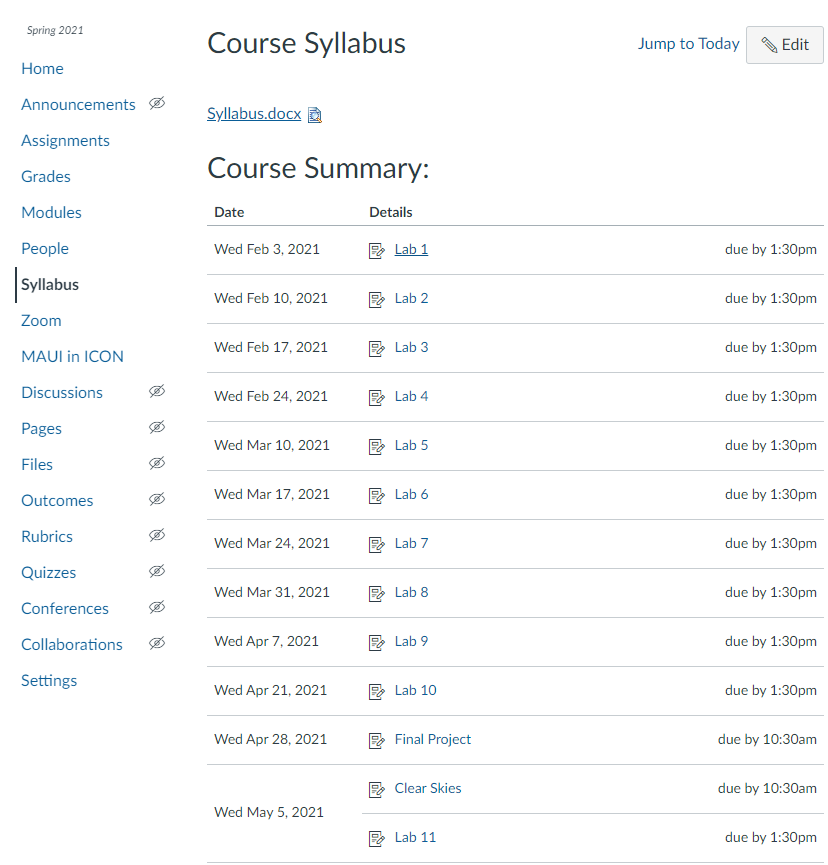 Spring 2021
Home
Announcements
Assignments
Grades
Modules
People
Syllabus
Zoom
MAUI in ICON
Discussions
Pages
Files
Outcomes
Rubrics
Quizzes
Conferences
Collaborations
Settings
Course Syllabus
Jump to Today Edit
Syllabus.docx
Course Summary:
Date Details
Wed Feb 3, 2021 Lab 1 due by 1:30pm
Wed Feb 10, 2021 Lab 2 due by 1:30pm
Wed Feb 17, 2021 Lab 3 due by 1:30pm
Wed Feb 24, 2021 Lab 4 due by 1:30pm
Wed Mar 10, 2021 Lab 5 due by 1:30pm
Wed Mar 17, 2021 Lab 6 due by 1:30pm
Wed Mar 24, 2021 Lab 7 due by 1:30pm
Wed Mar 31, 2021 Lab 8 due by 1:30pm
Wed Apr 7, 2021 Lab 9 due by 1:30pm
Wed Apr 21, 2021 Lab 10 due by 1:30pm
Wed Apr 28, 2021 Final Project due by 10:30am
Wed May 5, 2021 Clear Skies due by 10:30am
Lab 11 due by 1:30pm